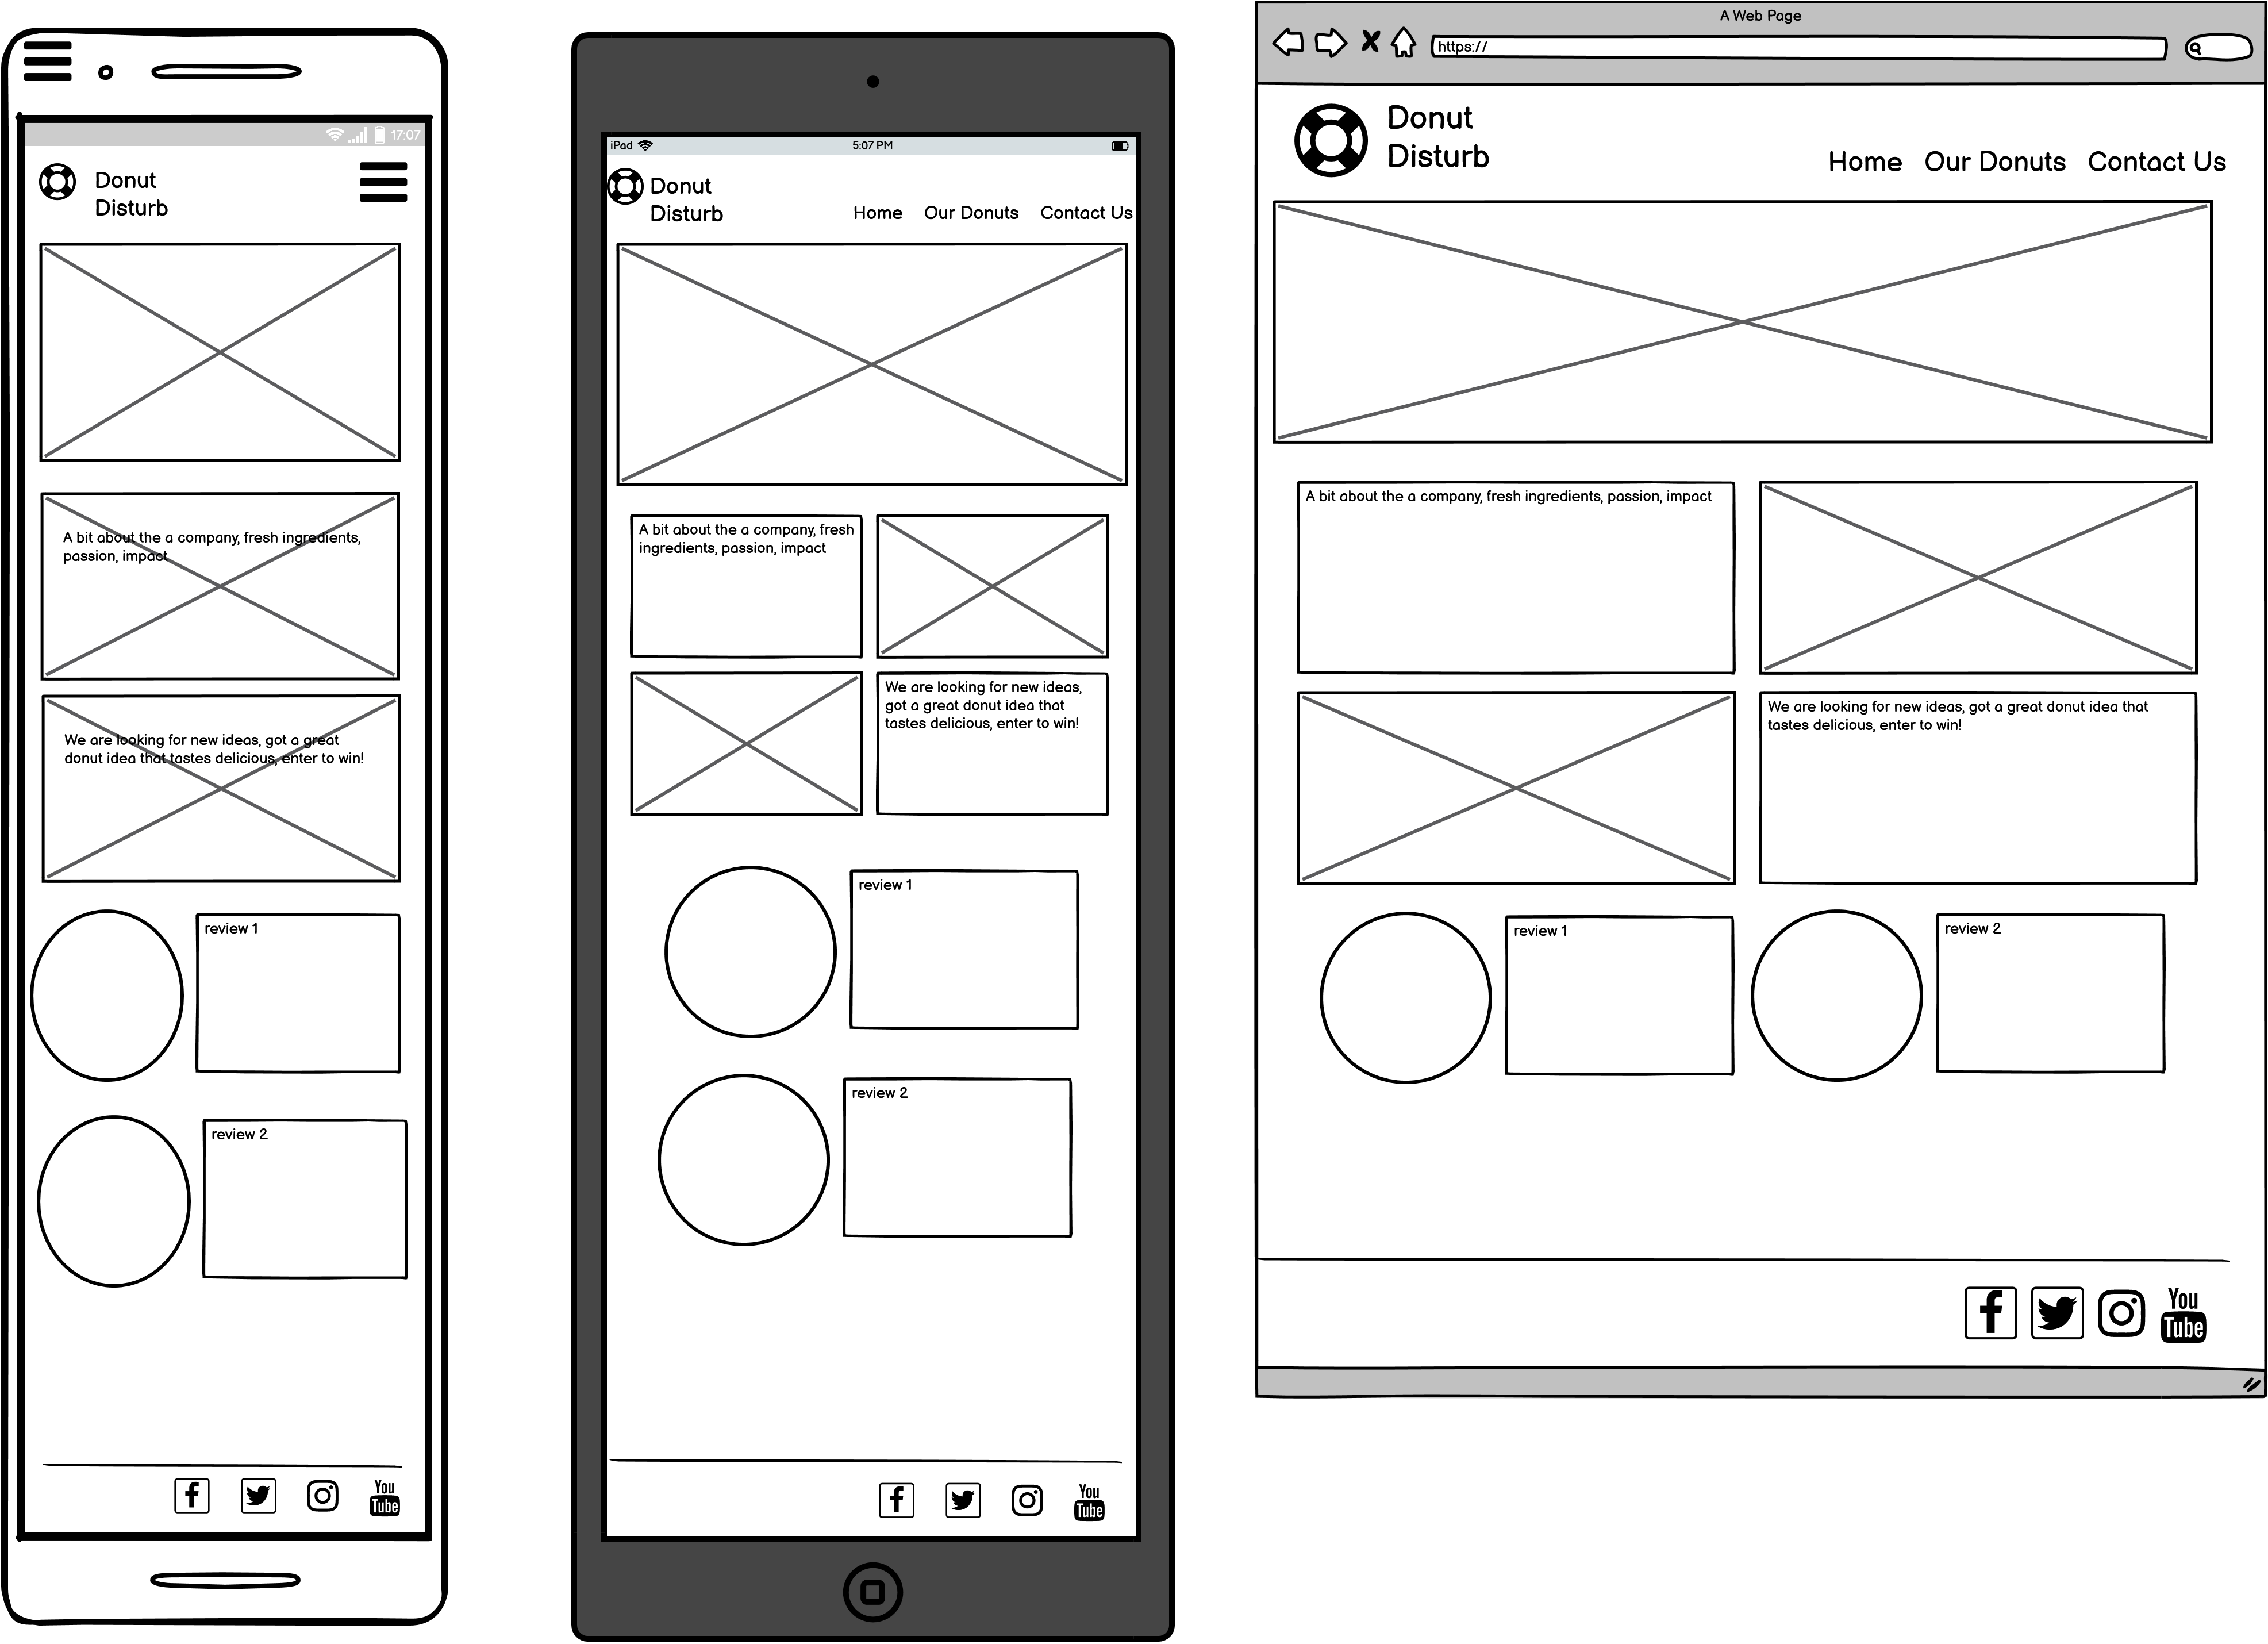 17:07
Donut
Disturb
A bit about the a company, fresh ingredients,
passion, impact
We are looking for new ideas, got a great
donut idea that tastes delicious, enter to win!
review 1
review 2
You
Tube
iPad
5:07 PM
Donut
Disturb
Home Our Donuts Contact Us
A bit about the a company, fresh
ingredients, passion, impact
We are looking for new ideas,
got a great donut idea that
tastes delicious, enter to win!
review 1
review 2
You
Tube
A Web Page
https://
Donut
Disturb
Home Our Donuts Contact Us
A bit about the a company, fresh ingredients, passion, impact
We are looking for new ideas, got a great donut idea that
tastes delicious, enter to win!
review 1
review 2
You
Tube